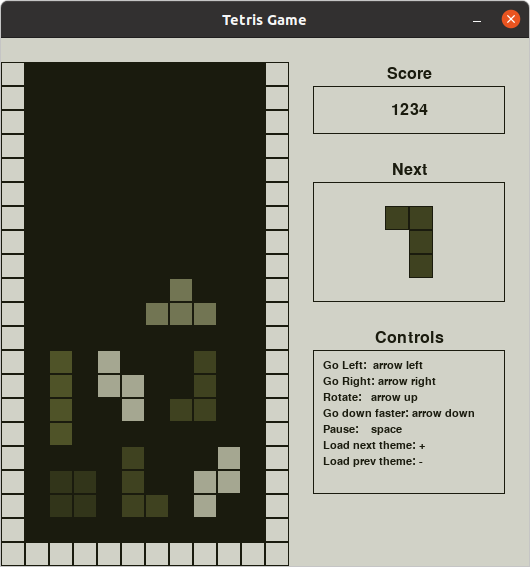 Tetris Game
Score
1234
Next
Controls
Go Left: arrow left
Go Right: arrow right
Rotate: arrow up
Go down faster: arrow down
Pause: space
Load next theme: +
Load prev theme: -